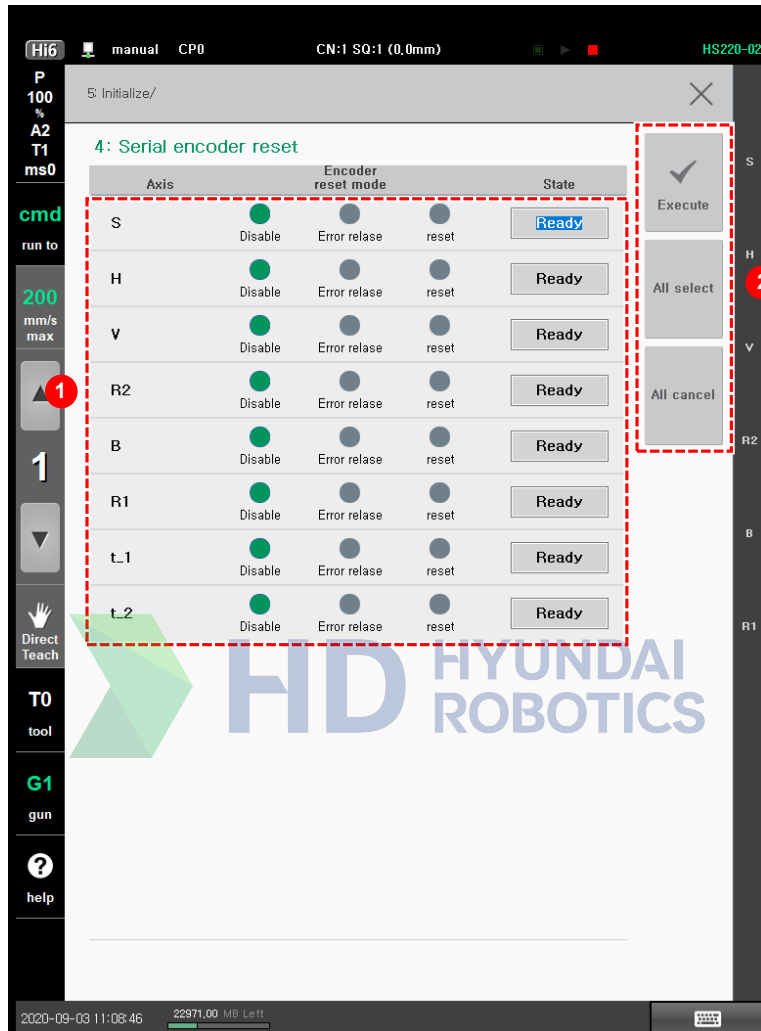 Hi6 manual CP0 CN:1 SQ:1 (0,0mm) HS220-02
P
100
%
A2
T1
ms0
cmd
run to
200
mm/s
max
1
1
Direct
Teach
T0
tool
G1
gun
?
help
5: Initialize/
4: Serial encoder reset
Axis Encoder reset mode State
S Disable Error relase reset Ready
H Disable Error relase reset Ready
V Disable Error relase reset Ready
R2 Disable Error relase reset Ready
B Disable Error relase reset Ready
R1 Disable Error relase reset Ready
t_1 Disable Error relase reset Ready
t_2 Disable Error relase reset Ready
Execute
All select
All cancel
2
S
H
V
R2
B
R1
HD HYUNDAI
ROBOTICS
2020-09-03 11:08:46 22971,00 MB Left